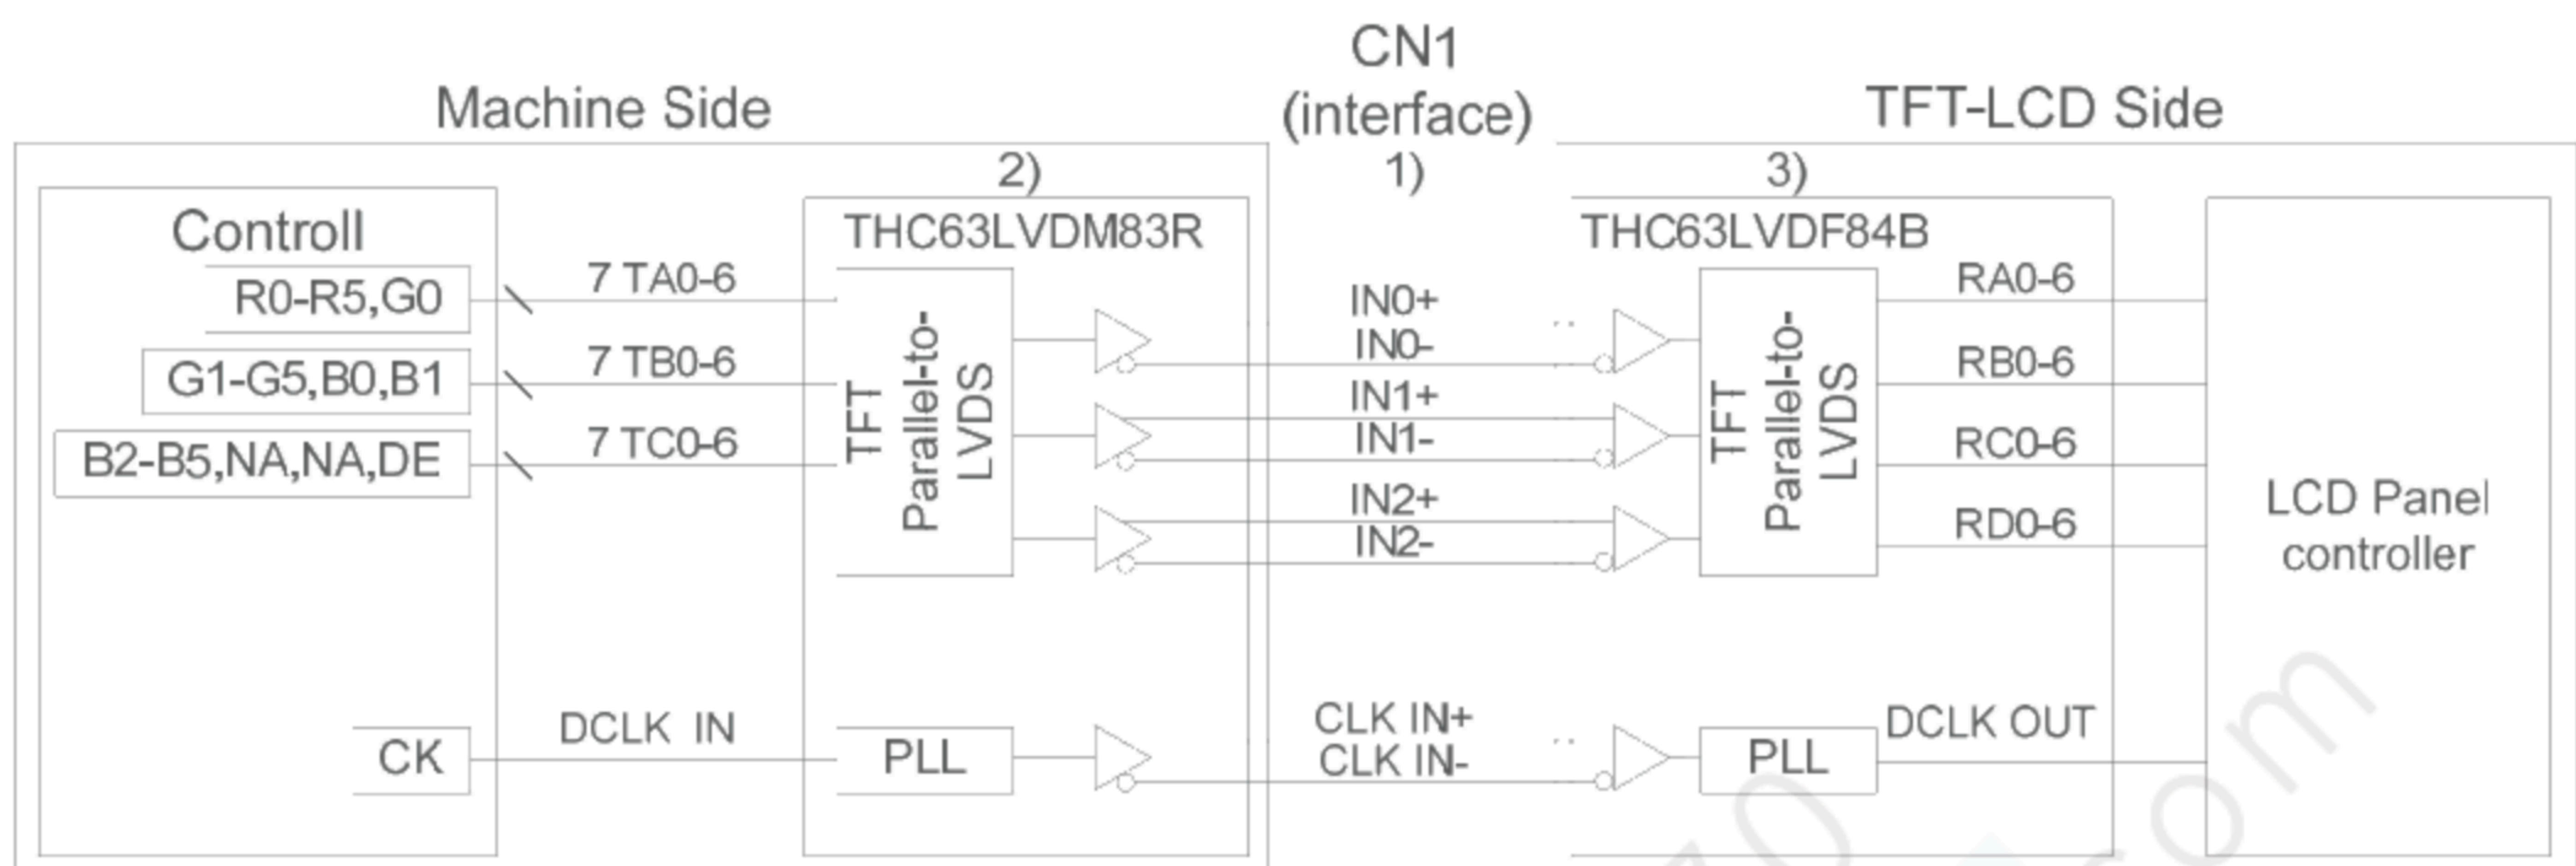 CN1
(interface)
1)
Machine Side
TFT-LCD Side
2)
3)
Controll
THC63LVDM83R
THC63LVDF84B
R0-R5,G0
7 TA0-6
G1-G5,B0,B1
7 TB0-6
B2-B5,NA,NA,DE
7 TC0-6
TFT
Parallel-to-
LVDS
IN0+
IN0-
IN1+
IN1-
IN2+
IN2-
TFT
Parallel-to-
LVDS
RA0-6
RB0-6
RC0-6
RD0-6
LCD Panel
controller
CK
DCLK IN
PLL
CLK IN+
CLK IN-
PLL
DCLK OUT